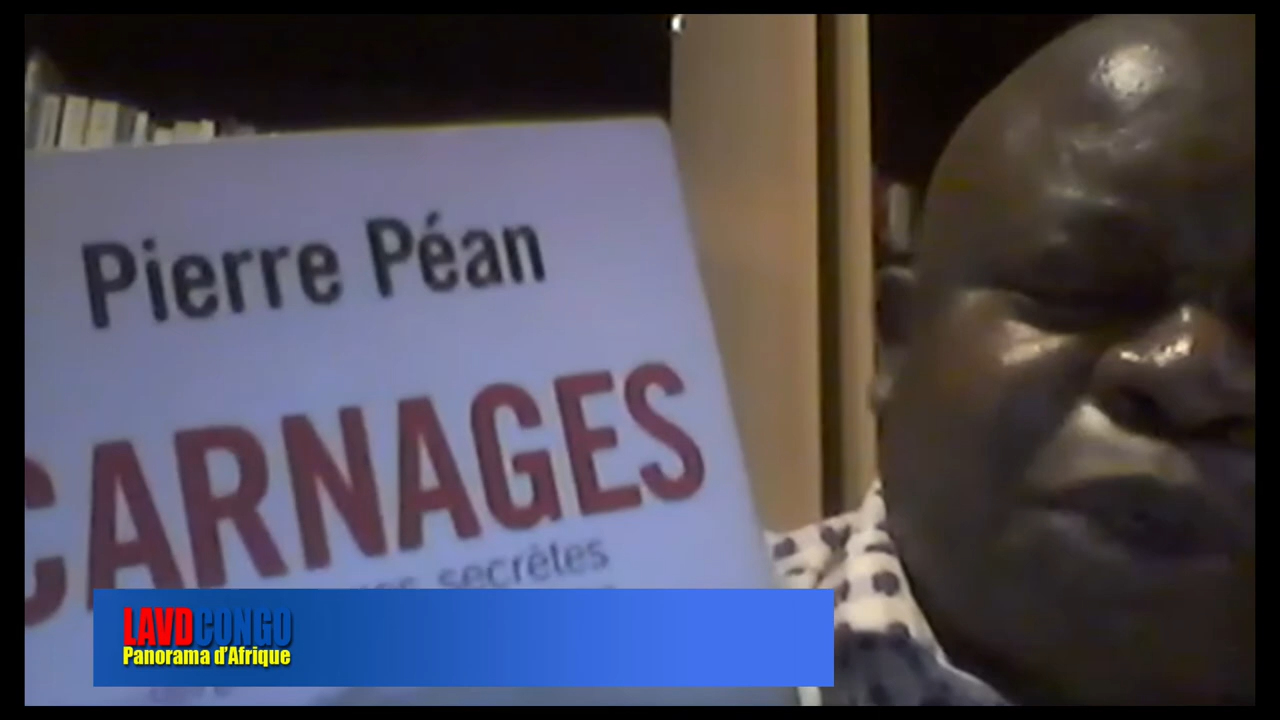 Pierre Péan
CARNAGES
secrètes
LAVDCONGO
Panorama d'Afrique